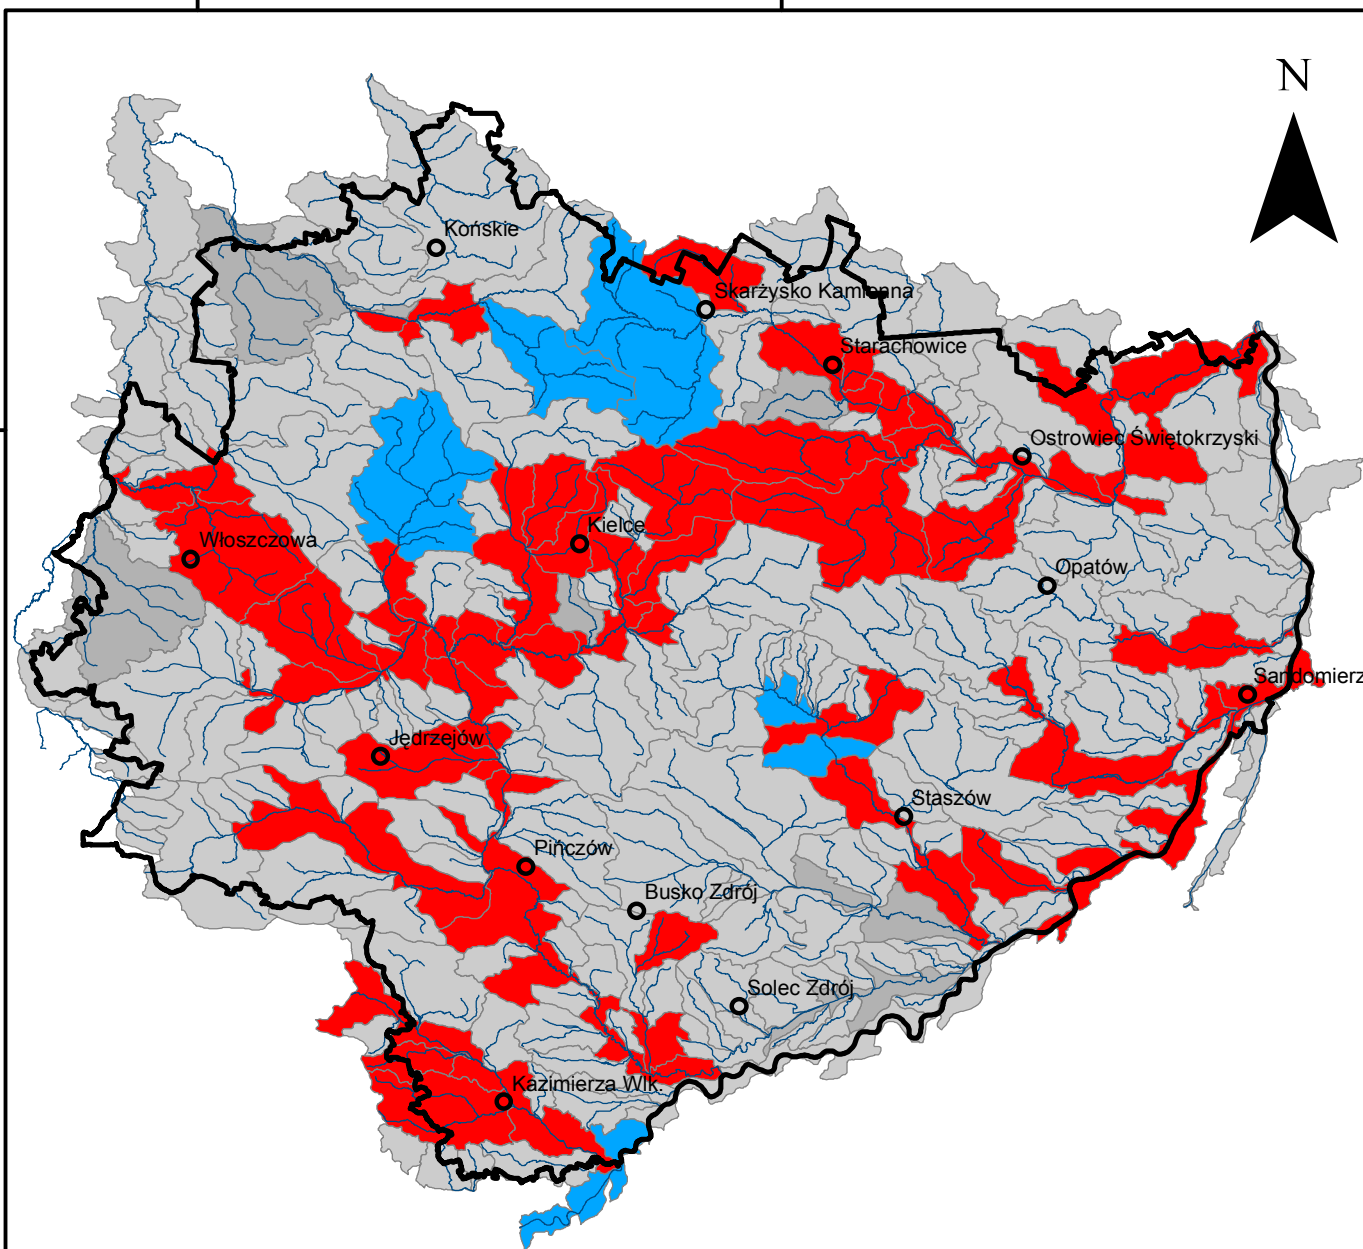 N
Końskie
Skarżysko Kamienna
Starachowice
Ostrowiec Świętokrzyski
Kielce
Włoszczowa
Opatów
Sandomierz
Jędrzejów
Staszów
Pińczów
Busko Zdrój
Solec Zdrój
Kazimierza Wlk.